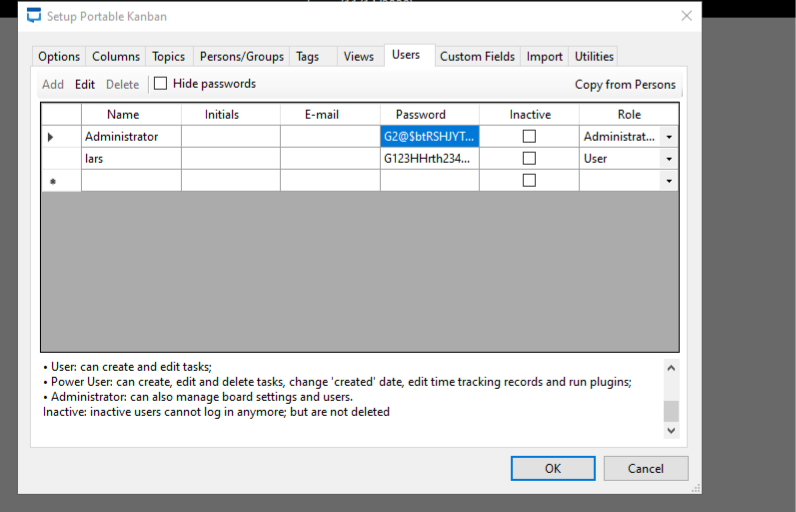 Setup Portable Kanban
Options Columns Topics Persons/Groups Tags Views Users Custom Fields Import Utilities
Add Edit Delete Hide passwords Copy from Persons
Name Initials E-mail Password Inactive Role
Administrator G2@$btRSHJYT... Administrat...
lars G123HHrth234... User
• User: can create and edit tasks;
• Power User: can create, edit and delete tasks, change 'created' date, edit time tracking records and run plugins;
• Administrator: can also manage board settings and users.
Inactive: inactive users cannot log in anymore; but are not deleted
OK Cancel